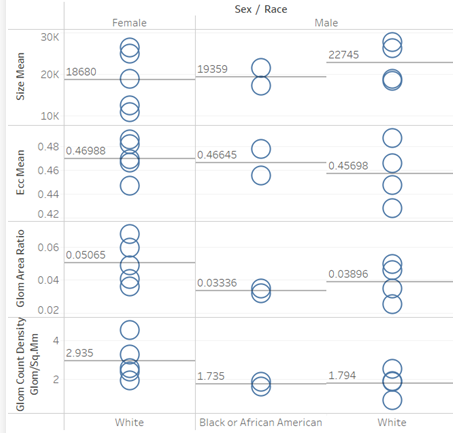 Sex / Race
Female
Male
Size Mean
30K
20K
10K
18680
19359
22745
Ecc Mean
0.48
0.46
0.44
0.42
0.46988
0.46645
0.45698
Glom Area Ratio
0.06
0.04
0.02
0.05065
0.03336
0.03896
Glom Count Density
Glom/Sq.Mm
4
2
2.935
1.735
1.794
White
Black or African American
White